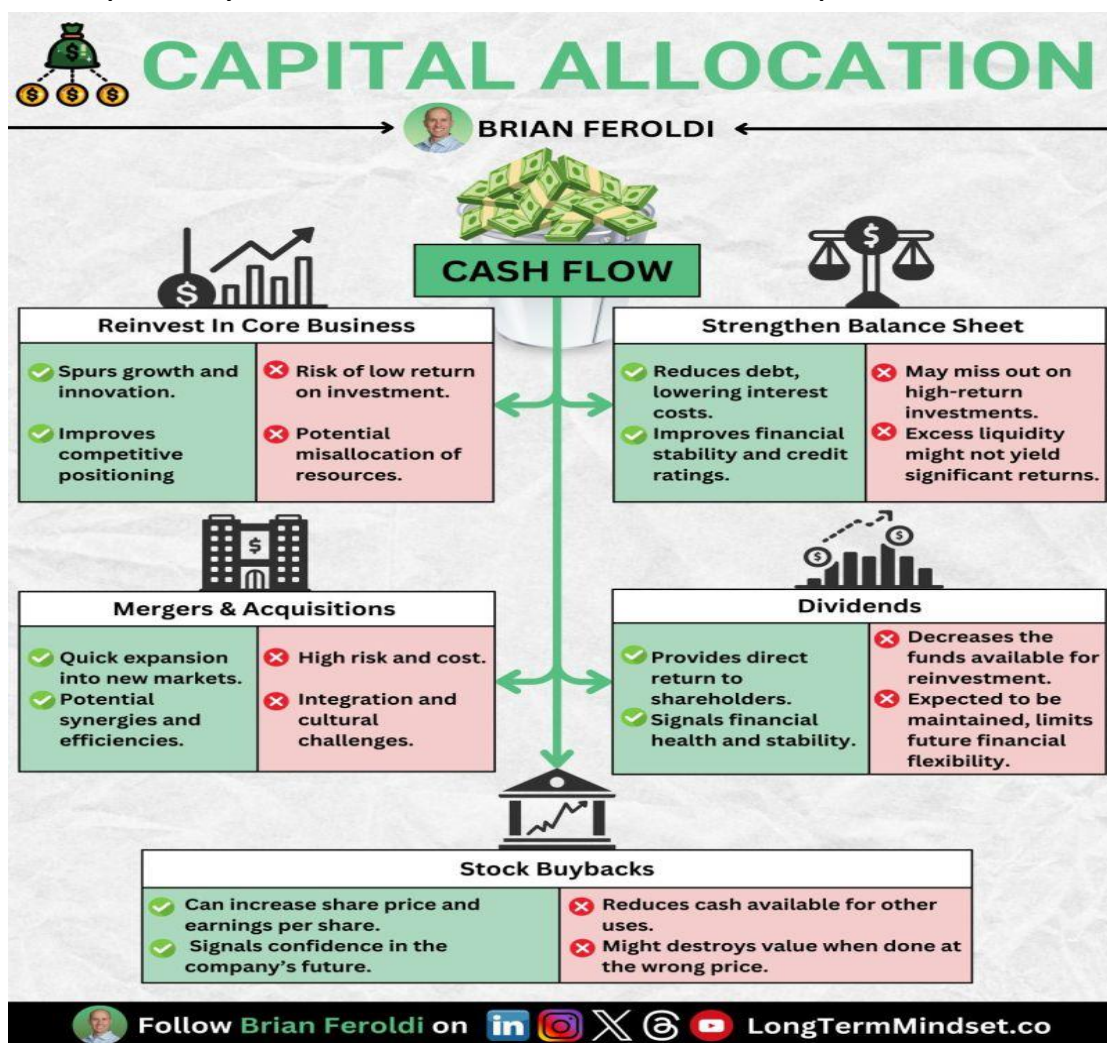 CAPITAL ALLOCATION
BRIAN FEROLDI
CASH FLOW
Reinvest In Core Business
Spurs growth and
innovation.
Improves
competitive
positioning
Risk of low return
on investment.
Potential
misallocation of
resources.
Strengthen Balance Sheet
Reduces debt,
lowering interest
costs.
Improves financial
stability and credit
ratings.
May miss out on
high-return
investments.
Excess liquidity
might not yield
significant returns.
Mergers & Acquisitions
Quick expansion
into new markets.
Potential
synergies and
efficiencies.
High risk and cost.
Integration and
cultural
challenges.
Dividends
Provides direct
return to
shareholders.
Signals financial
health and stability.
Decreases the
funds available for
reinvestment.
Expected to be
maintained, limits
future financial
flexibility.
Stock Buybacks
Can increase share price and
earnings per share.
Signals confidence in the
company's future.
Reduces cash available for other
uses.
Might destroys value when done at
the wrong price.
Follow Brian Feroldi on in LongTermMindset.co